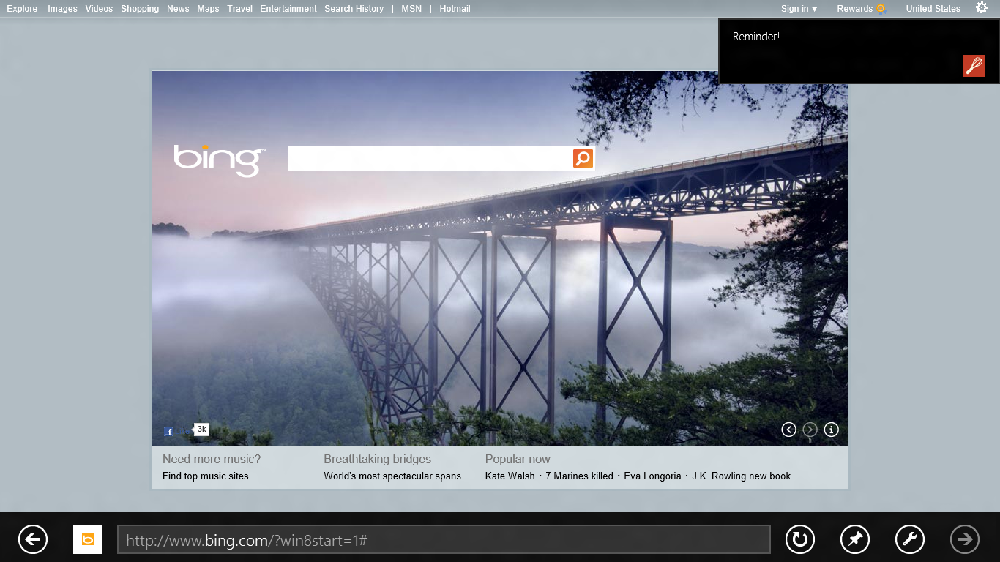 Explore Images Videos Shopping News Maps Travel Entertainment Search History | MSN | Hotmail
Sign in ▾ Rewards United States
Reminder!
bing™
3k
Need more music?
Find top music sites
Breathtaking bridges
World's most spectacular spans
Popular now
Kate Walsh · 7 Marines killed · Eva Longoria · J.K. Rowling new book
http://www.bing.com/?win8start=1#